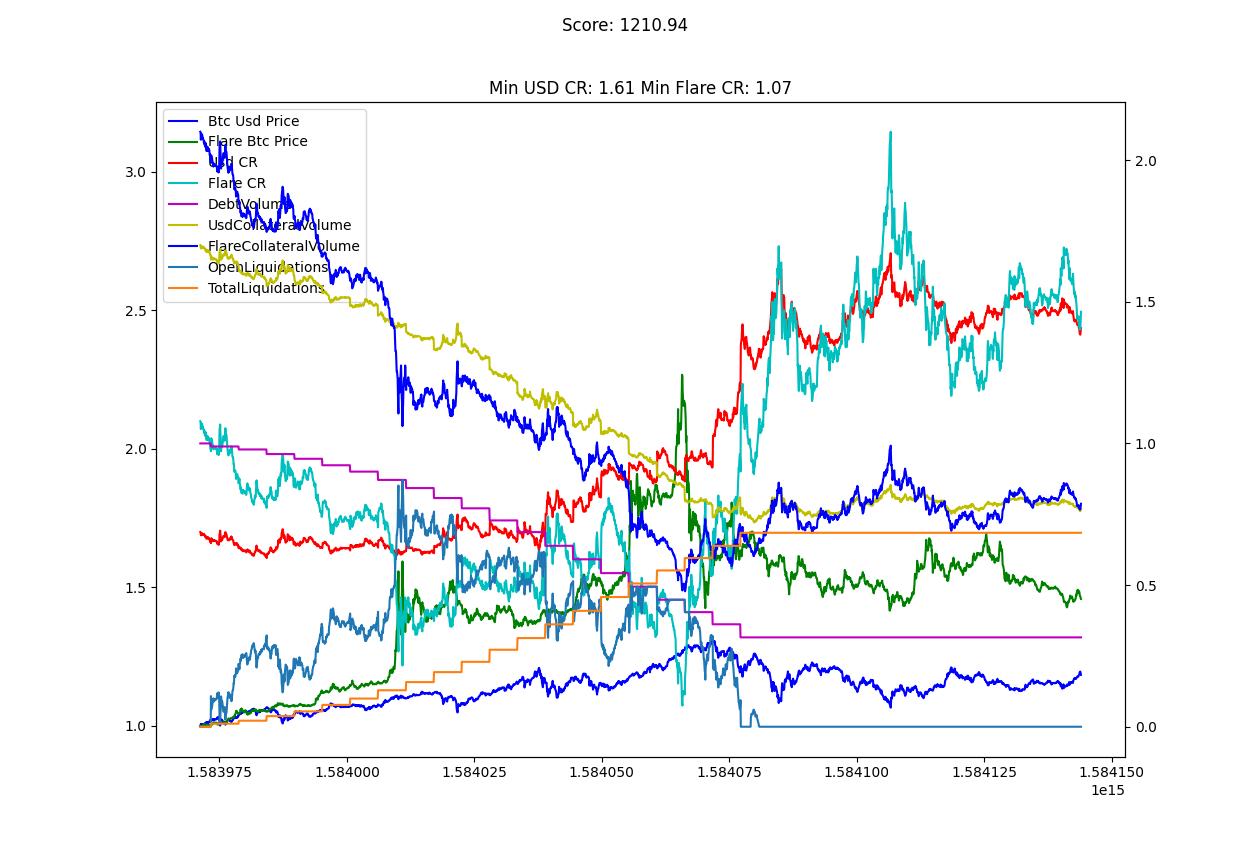 Score: 1210.94
Min USD CR: 1.61 Min Flare CR: 1.07
Btc Usd Price
Flare Btc Price
Usd CR
Flare CR
DebtVolume
UsdCollateralVolume
FlareCollateralVolume
OpenLiquidations
TotalLiquidations
3.0
2.5
2.0
1.5
1.0
2.0
1.5
1.0
0.5
0.0
1.583975
1.584000
1.584025
1.584050
1.584075
1.584100
1.584125
1.584150
1e15